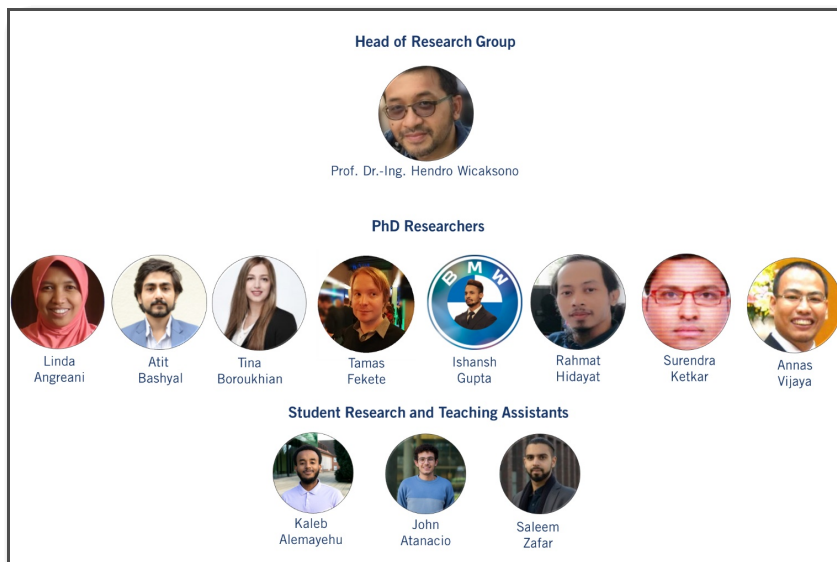 Head of Research Group
Prof. Dr.-Ing. Hendro Wicaksono
PhD Researchers
BMW
Linda
Angreani
Atit
Bashyal
Tina
Boroukhian
Tamas
Fekete
Ishansh
Gupta
Rahmat
Hidayat
Surendra
Ketkar
Annas
Vijaya
Student Research and Teaching Assistants
Kaleb
Alemayehu
John
Atanacio
Saleem
Zafar